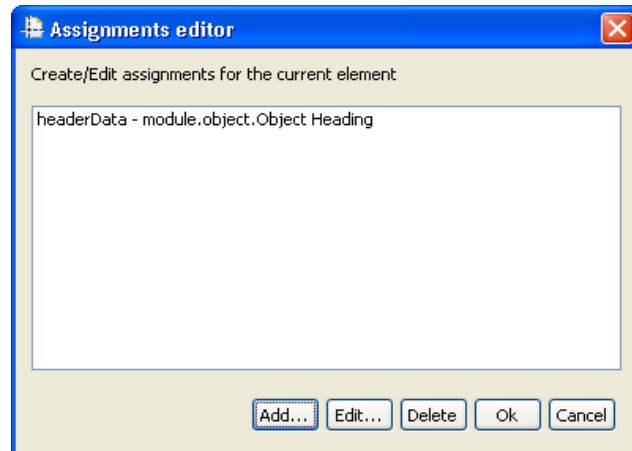 Assignments editor
Create/Edit assignments for the current element
headerData - module.object.Object Heading
Add... Edit... Delete Ok Cancel